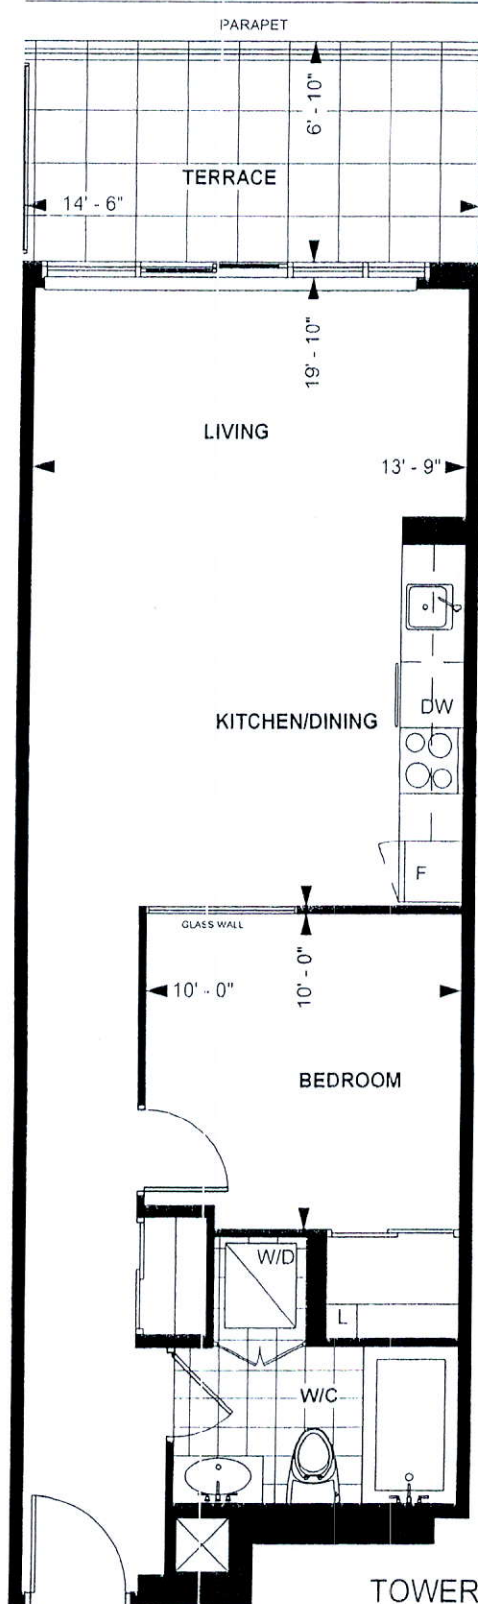 PARAPET
6' - 10"
TERRACE
14' - 6"
19' - 10"
LIVING
13' - 9"
DW
KITCHEN/DINING
F
GLASS WALL
10' - 0"
10' - 0"
BEDROOM
W/D
L
W/C
TOWER